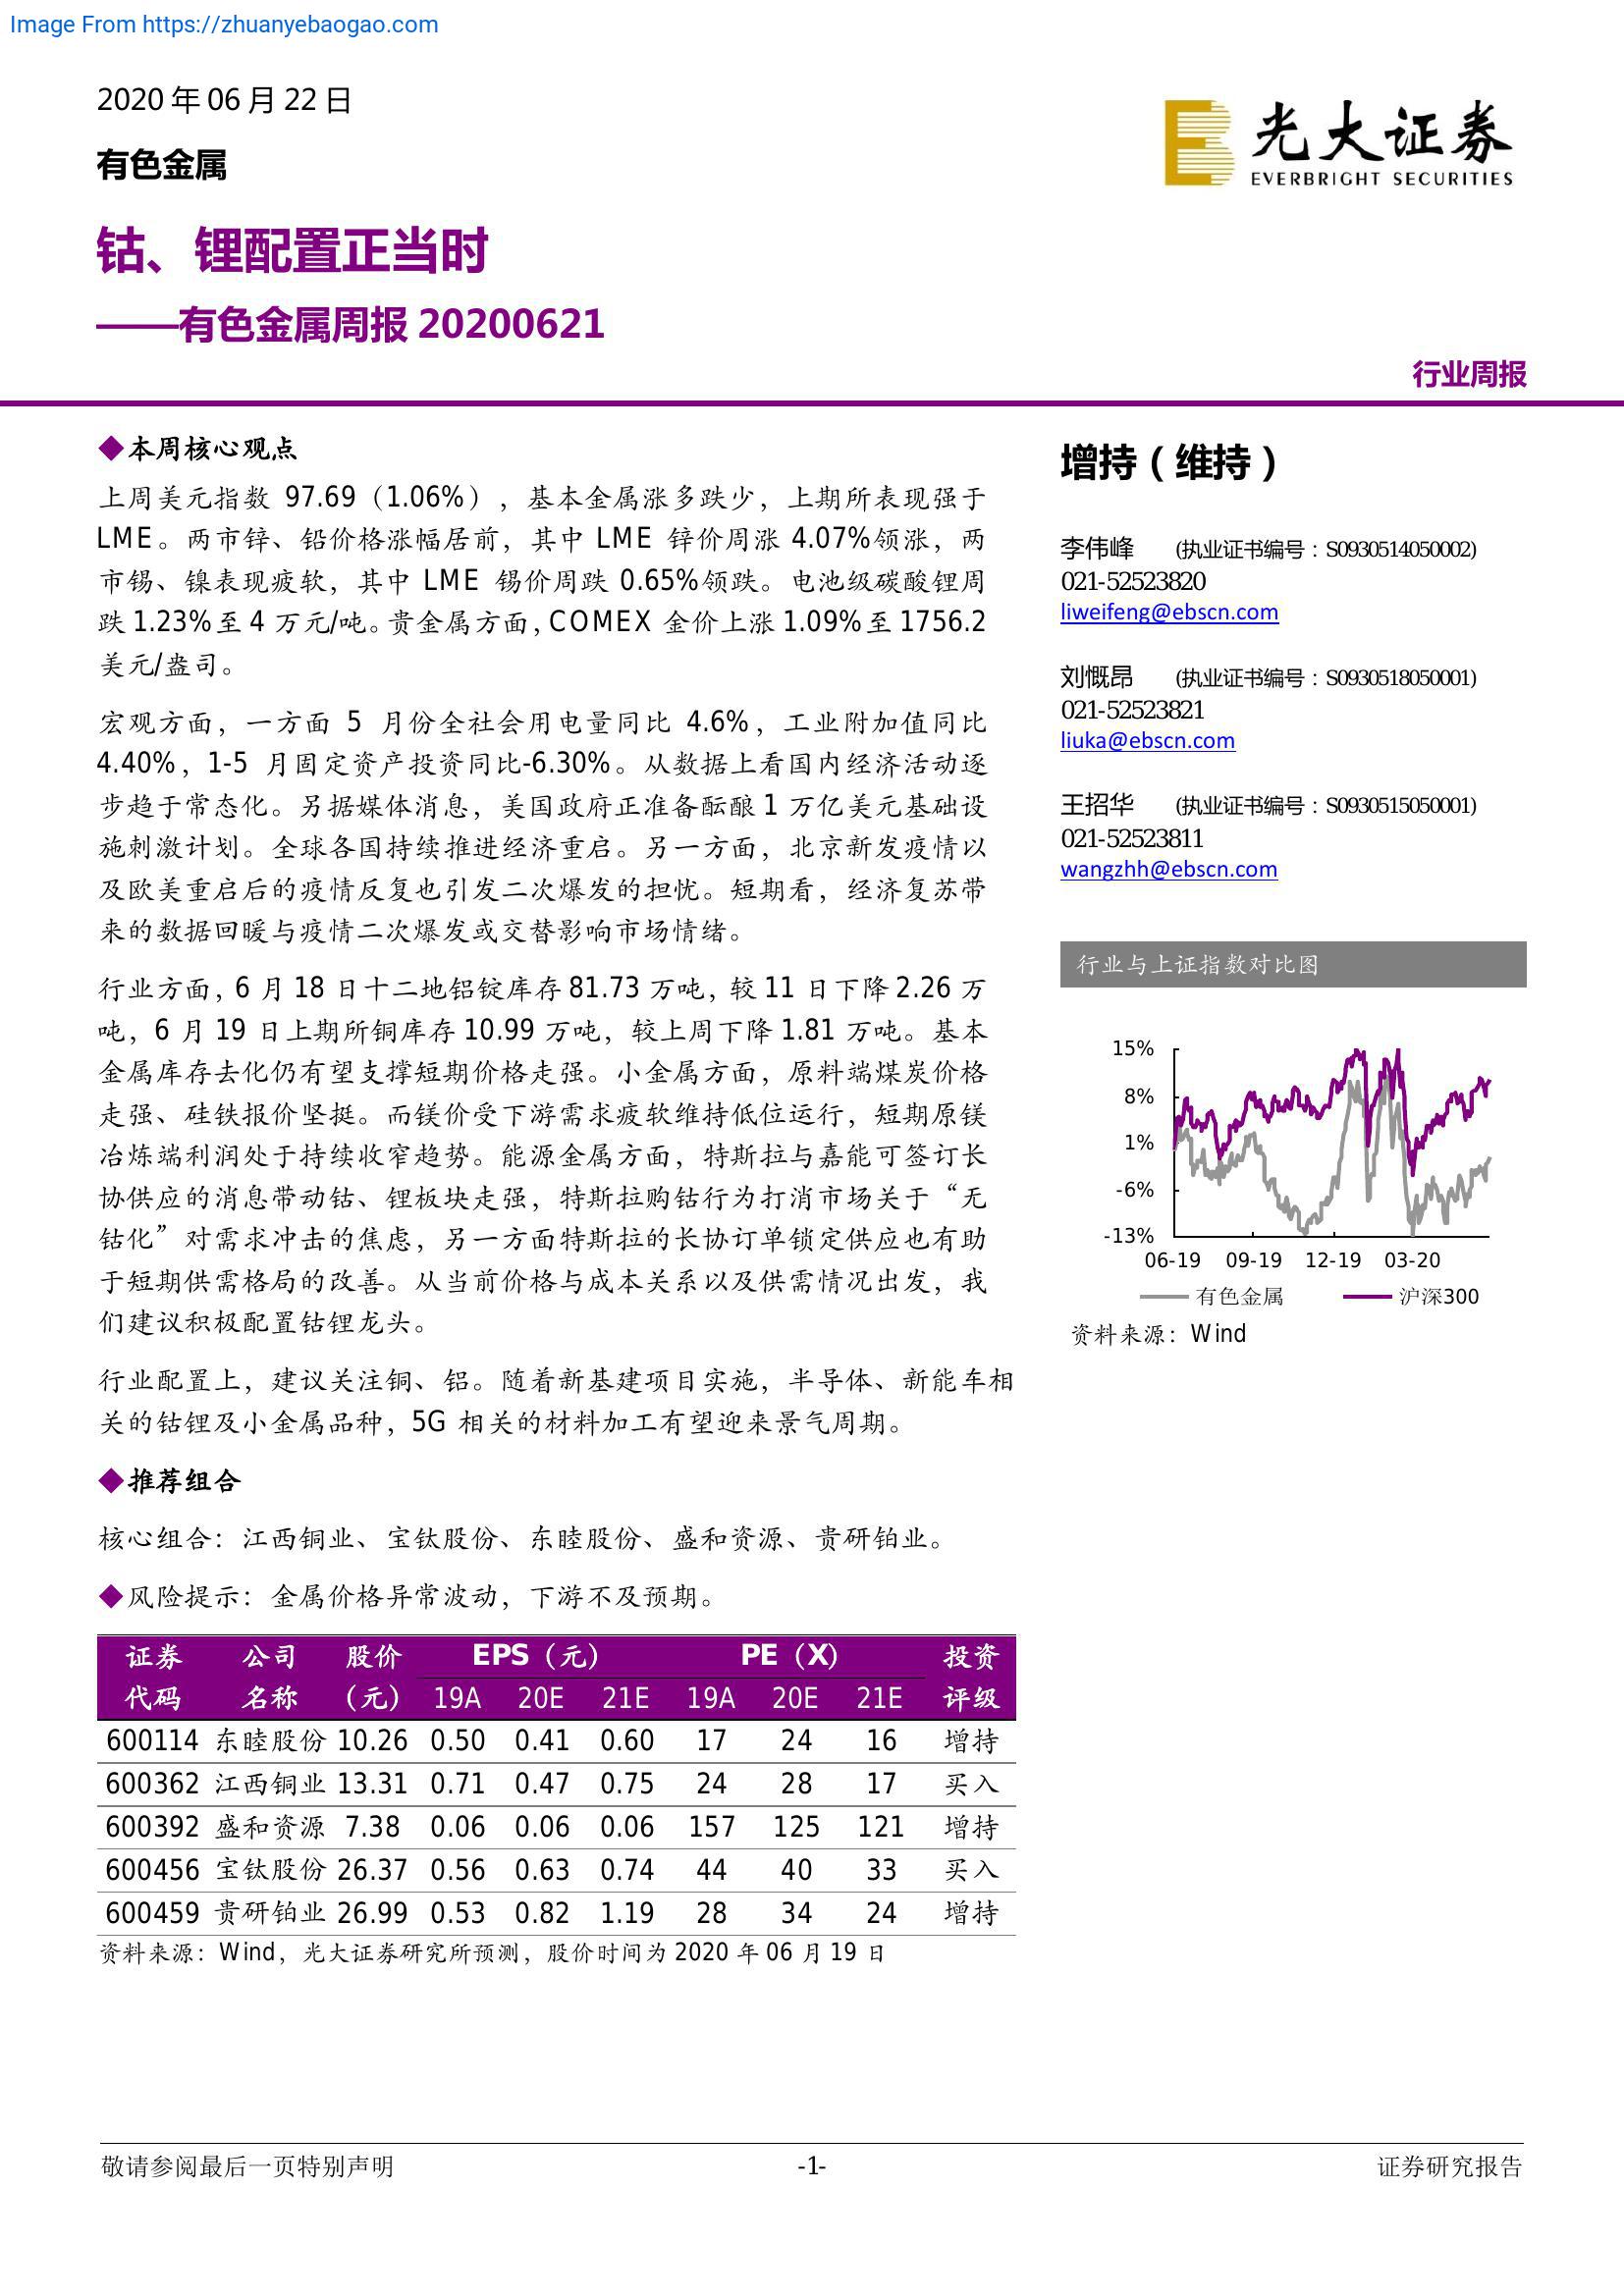 Image From https://zhuanyebaogao.com
2020 年 06 月 22 日
有色金属
光大证券
EVERBRIGHT SECURITIES
钴、锂配置正当时
——有色金属周报 20200621
行业周报
◆本周核心观点
上周美元指数 97.69（1.06%），基本金属涨多跌少，上期所表现强于
LME。两市锌、铅价格涨幅居前，其中 LME 锌价周涨 4.07%领涨，两
市锡、镍表现疲软，其中 LME 锡价周跌 0.65%领跌。电池级碳酸锂周
跌 1.23%至 4 万元/吨。贵金属方面，COMEX 金价上涨 1.09%至 1756.2
美元/盎司。
宏观方面，一方面 5 月份全社会用电量同比 4.6%，工业附加值同比
4.40%，1-5 月固定资产投资同比-6.30%。从数据上看国内经济活动逐
步趋于常态化。另据媒体消息，美国政府正准备酝酿 1 万亿美元基础设
施刺激计划。全球各国持续推进经济重启。另一方面，北京新发疫情以
及欧美重启后的疫情反复也引发二次爆发的担忧。短期看，经济复苏带
来的数据回暖与疫情二次爆发或交替影响市场情绪。
行业方面，6 月 18 日十二地铝锭库存 81.73 万吨，较 11 日下降 2.26 万
吨，6 月 19 日上期所铜库存 10.99 万吨，较上周下降 1.81 万吨。基本
金属库存去化仍有望支撑短期价格走强。小金属方面，原料端煤炭价格
走强、硅铁报价坚挺。而镁价受下游需求疲软维持低位运行，短期原镁
冶炼端利润处于持续收窄趋势。能源金属方面，特斯拉与嘉能可签订长
协供应的消息带动钴、锂板块走强，特斯拉购钴行为打消市场关于“无
钴化”对需求冲击的焦虑，另一方面特斯拉的长协订单锁定供应也有助
于短期供需格局的改善。从当前价格与成本关系以及供需情况出发，我
们建议积极配置钴锂龙头。
行业配置上，建议关注铜、铝。随着新基建项目实施，半导体、新能车相
关的钴锂及小金属品种，5G 相关的材料加工有望迎来景气周期。
◆推荐组合
核心组合：江西铜业、宝钛股份、东睦股份、盛和资源、贵研铂业。
◆风险提示：金属价格异常波动，下游不及预期。
证券 公司 股价 EPS（元） PE（X） 投资
代码 名称 （元） 19A 20E 21E 19A 20E 21E 评级
600114 东睦股份 10.26 0.50 0.41 0.60 17 24 16 增持
600362 江西铜业 13.31 0.71 0.47 0.75 24 28 17 买入
600392 盛和资源 7.38 0.06 0.06 0.06 157 125 121 增持
600456 宝钛股份 26.37 0.56 0.63 0.74 44 40 33 买入
600459 贵研铂业 26.99 0.53 0.82 1.19 28 34 24 增持
资料来源：Wind，光大证券研究所预测，股价时间为 2020 年 06 月 19 日
增持（维持）
李伟峰 (执业证书编号：S0930514050002)
021-52523820
liweifeng@ebscn.com
刘慨昂 (执业证书编号：S0930518050001)
021-52523821
liuka@ebscn.com
王招华 (执业证书编号：S0930515050001)
021-52523811
wangzhh@ebscn.com
行业与上证指数对比图
15%
8%
1%
-6%
-13%
06-19 09-19 12-19 03-20
有色金属 沪深300
资料来源：Wind
敬请参阅最后一页特别声明 -1- 证券研究报告